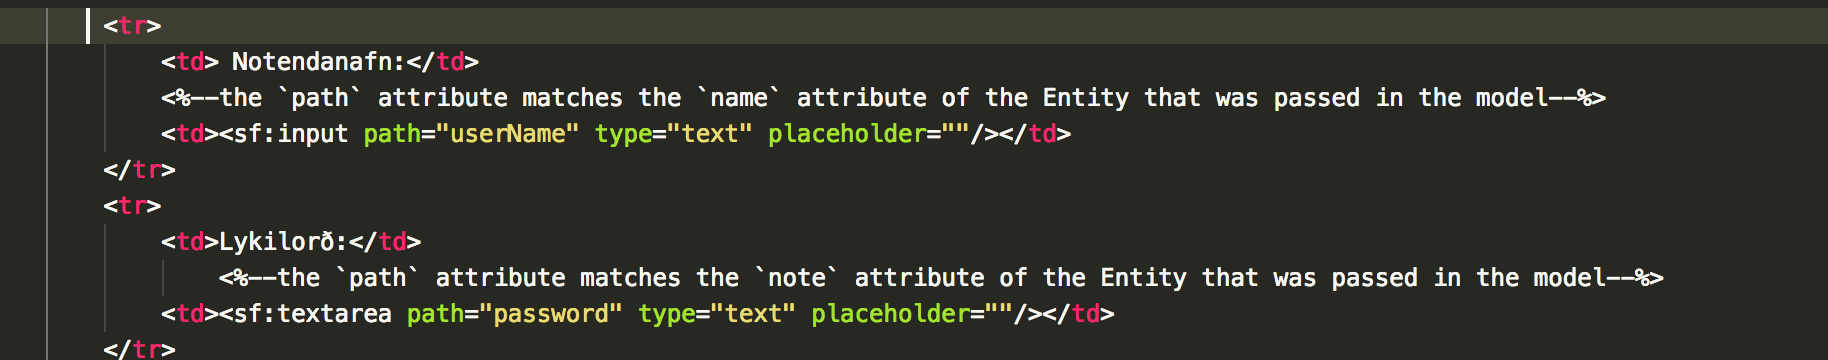 <tr>
<td> Notendanafn:</td>
<%--the `path` attribute matches the `name` attribute of the Entity that was passed in the model--%>
<td><sf:input path="userName" type="text" placeholder=""/></td>
</tr>
<tr>
<td>Lykilorð:</td>
<%--the `path` attribute matches the `note` attribute of the Entity that was passed in the model--%>
<td><sf:textarea path="password" type="text" placeholder=""/></td>
</tr>